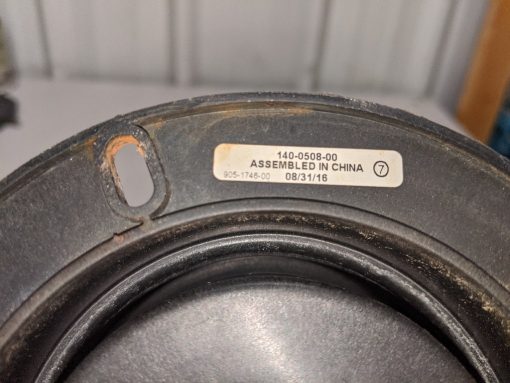 140-0508-00
ASSEMBLED IN CHINA 7
905-1746-00 08/31/16